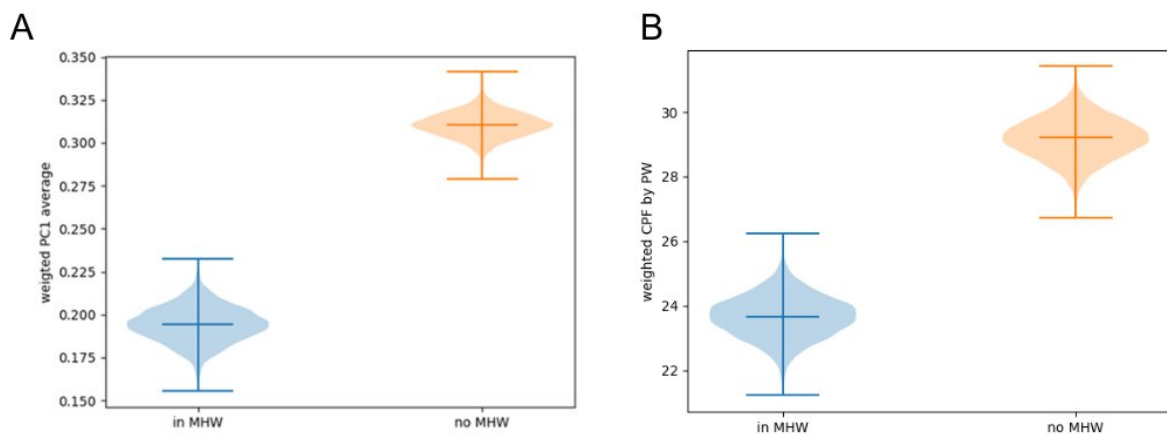 A
weigted PC1 average
0.350
0.325
0.300
0.275
0.250
0.225
0.200
0.175
0.150
in MHW
no MHW
B
weighted CPF by PW
30
28
26
24
22
in MHW
no MHW